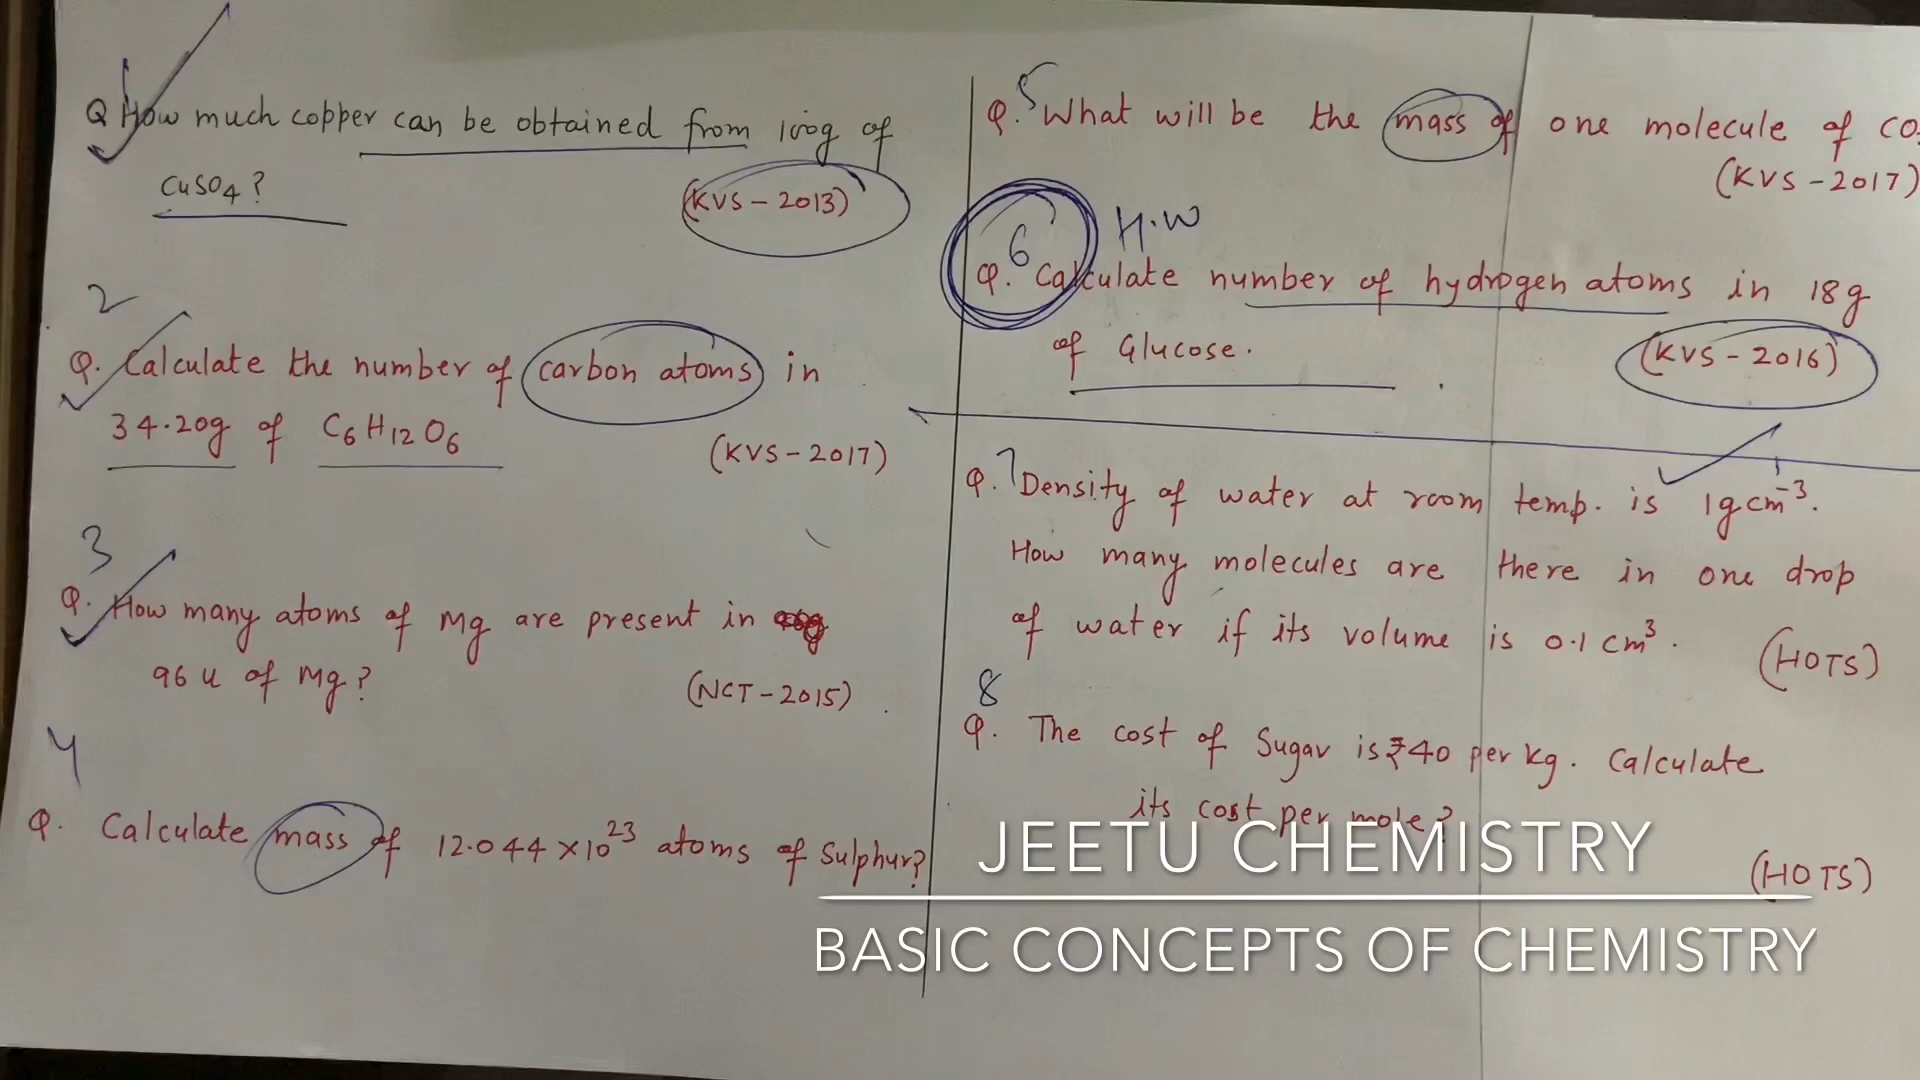 1
Q. How much copper can be obtained from 100g of
CuSO4?
(KVS-2013)
2
Q. Calculate the number of carbon atoms in
34.20g of C6H12O6
(KVS-2017)
3
Q. How many atoms of Mg are present in
96 u of Mg?
(NCT-2015)
4
Q. Calculate mass of 12.044×10²³ atoms of Sulphur?
5
Q. What will be the mass of one molecule of CO
(KVS-2017)
6 H.W
Q. Calculate number of hydrogen atoms in 18g
of Glucose.
(KVS-2016)
7
Q. Density of water at room temp. is 1g cm⁻³.
How many molecules are there in one drop
of water if its volume is 0.1 cm³.
(HOTS)
8
Q. The cost of Sugar is ₹40 per kg. Calculate
its cost per mole?
(HOTS)
JEETU CHEMISTRY
BASIC CONCEPTS OF CHEMISTRY